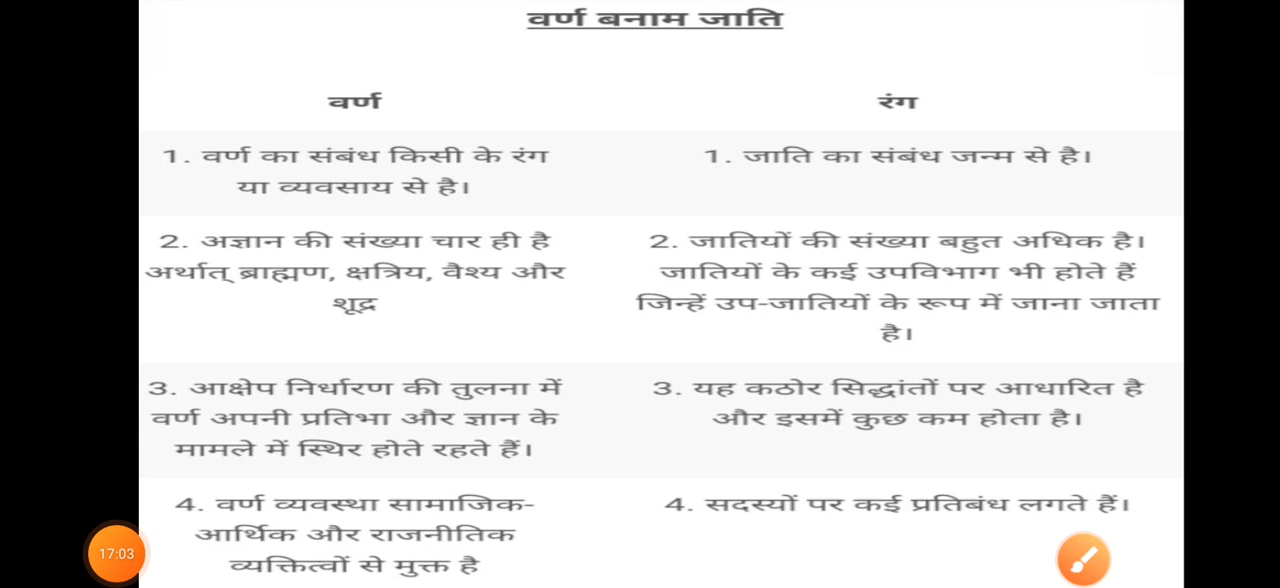 वर्ण बनाम जाति
वर्ण
रंग
1. वर्ण का संबंध किसी के रंग
या व्यवसाय से है।
1. जाति का संबंध जन्म से है।
2. अज्ञान की संख्या चार ही है
अर्थात् ब्राह्मण, क्षत्रिय, वैश्य और
शूद्र
2. जातियों की संख्या बहुत अधिक है।
जातियों के कई उपविभाग भी होते हैं
जिन्हें उप-जातियों के रूप में जाना जाता
है।
3. आक्षेप निर्धारण की तुलना में
वर्ण अपनी प्रतिभा और ज्ञान के
मामले में स्थिर होते रहते हैं।
3. यह कठोर सिद्धांतों पर आधारित है
और इसमें कुछ कम होता है।
4. वर्ण व्यवस्था सामाजिक-
आर्थिक और राजनीतिक
व्यक्तित्वों से मुक्त है
4. सदस्यों पर कई प्रतिबंध लगते हैं।
17:03